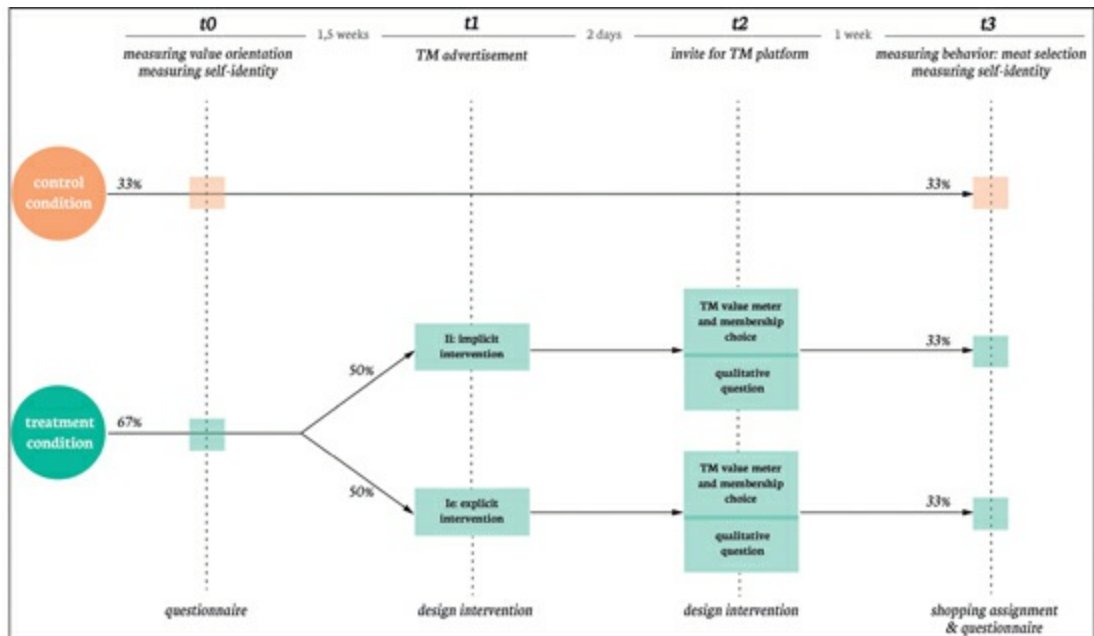 t0
1,5 weeks
t1
2 days
t2
1 week
t3
measuring value orientation
measuring self-identity
TM advertisement
invite for TM platform
measuring behavior: meat selection
measuring self-identity
control
condition
33%
33%
treatment
condition
67%
50%
50%
Ii: implicit
intervention
TM value meter
and membership
choice
qualitative
question
33%
Ie: explicit
intervention
TM value meter
and membership
choice
qualitative
question
33%
questionnaire
design intervention
design intervention
shopping assignment
& questionnaire